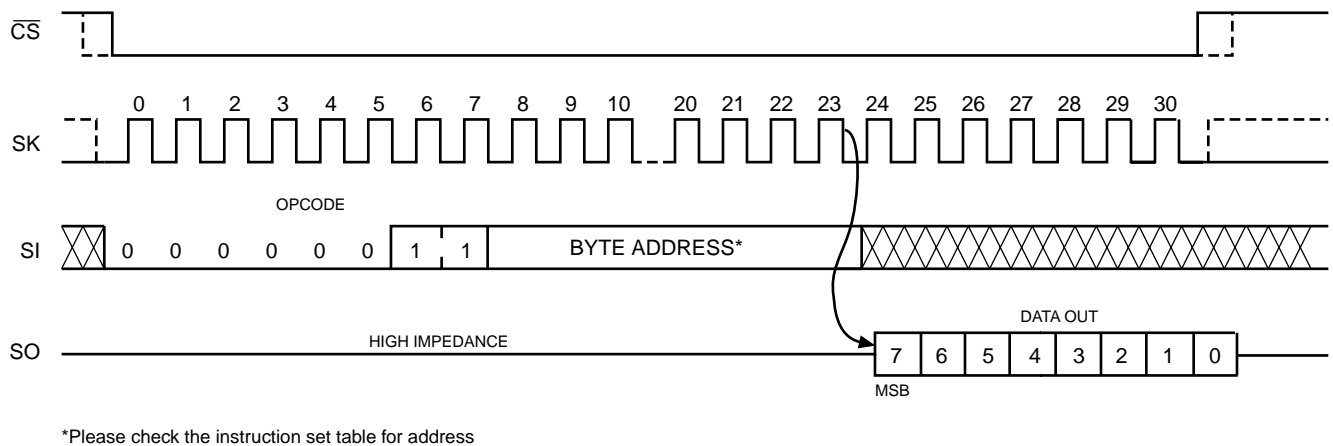 CS
0 1 2 3 4 5 6 7 8 9 10 20 21 22 23 24 25 26 27 28 29 30
SK
OPCODE
SI 0 0 0 0 0 0 1 1 BYTE ADDRESS*
DATA OUT
HIGH IMPEDANCE
SO 7 6 5 4 3 2 1 0
MSB
*Please check the instruction set table for address